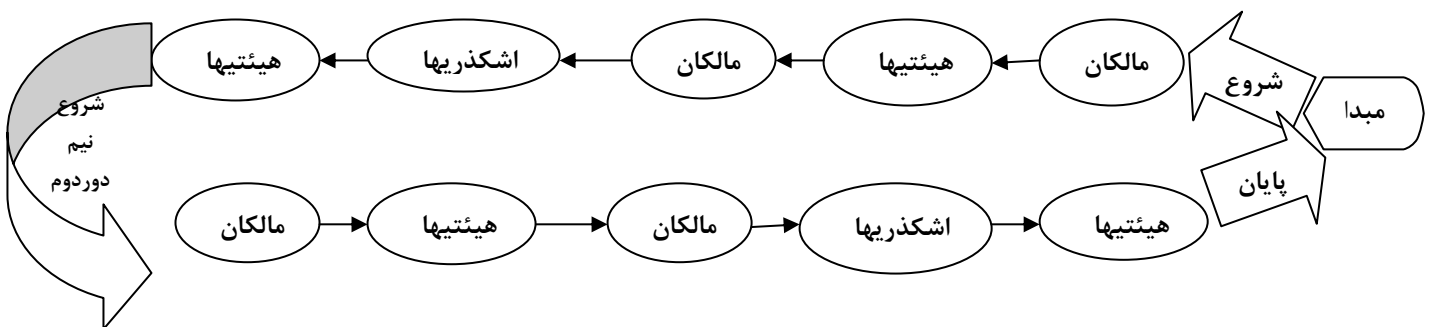 مبدا
شروع
مالکان
هیئتیها
مالکان
اشکذریها
هیئتیها
شروع
نیم
دوردوم
مالکان
هیئتیها
مالکان
اشکذریها
هیئتیها
پایان